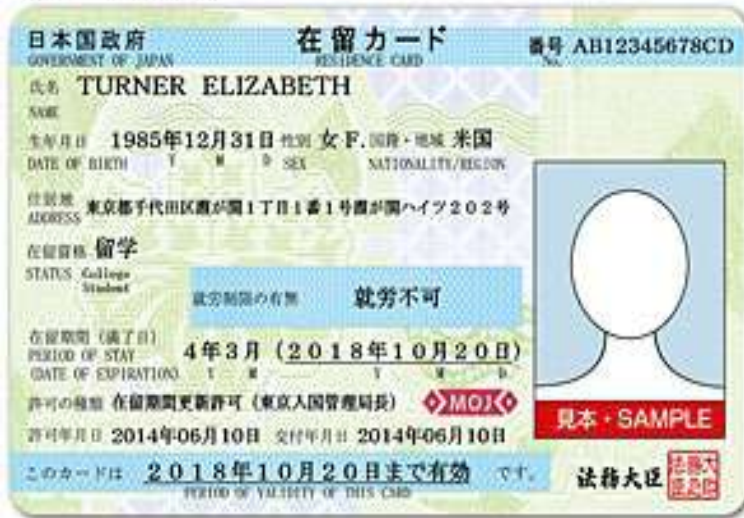 日本国政府 在留カード 番号 AB12345678CD
GOVERNMENT OF JAPAN RESIDENCE CARD No.
氏名 TURNER ELIZABETH
NAME
生年月日 1985年12月31日 性別 女 F. 国籍・地域 米国
DATE OF BIRTH Y M D SEX NATIONALITY/REGION
住居地 東京都千代田区霞が関1丁目1番1号霞が関ハイツ202号
ADDRESS
在留資格 留学
STATUS College
Student
就労制限の有無 就労不可
在留期間(満了日)
PERIOD OF STAY 4年3月(2018年10月20日)
(DATE OF EXPIRATION) Y M Y M D
許可の種類 在留期間更新許可(東京入国管理局長) MOJ
見本・SAMPLE
許可年月日 2014年06月10日 交付年月日 2014年06月10日
このカードは 2018年10月20日まで有効 です。
PERIOD OF VALIDITY OF THIS CARD
法務大臣